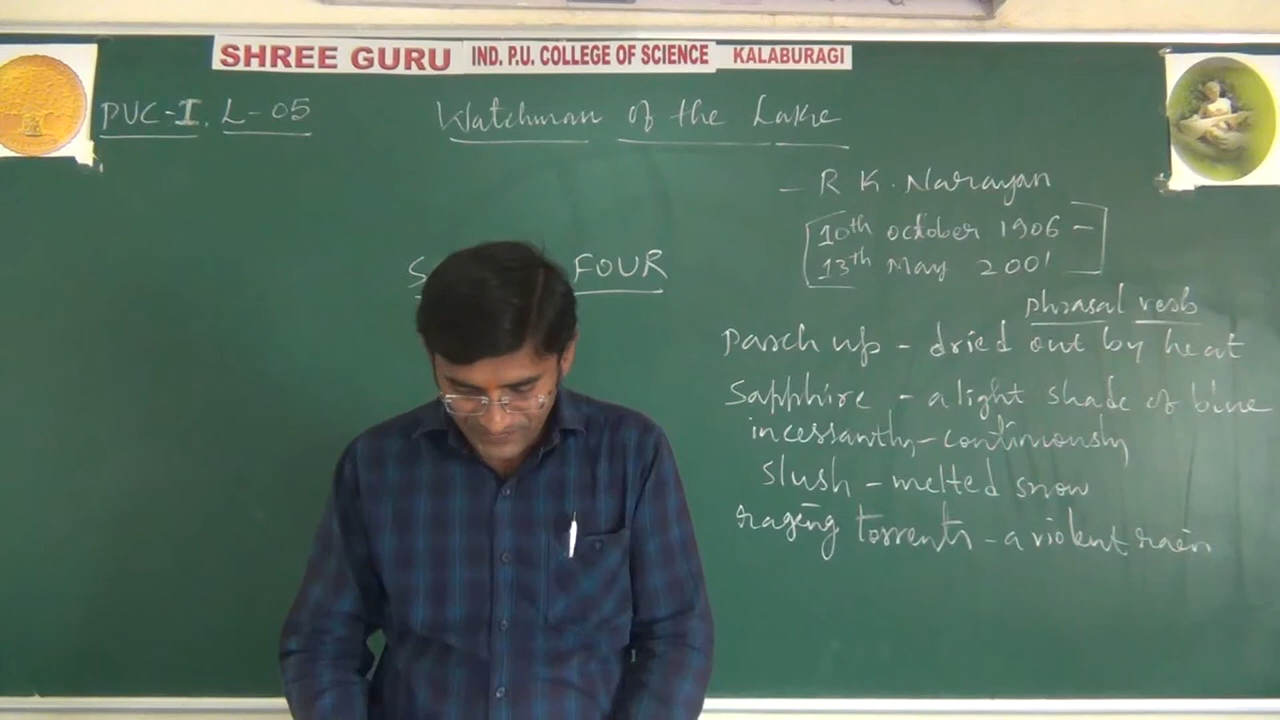 SHREE GURU IND. P.U. COLLEGE OF SCIENCE KALABURAGI
PUC-I. L-05
Watchman of the Lake
- R K. Narayan
[10th october 1906 -
13th May 2001]
S FOUR
phrasal verb
Parch up - dried out by heat
Sapphire - a light shade of blue
incessantly - continuously
Slush - melted snow
raging torrents - a violent rain